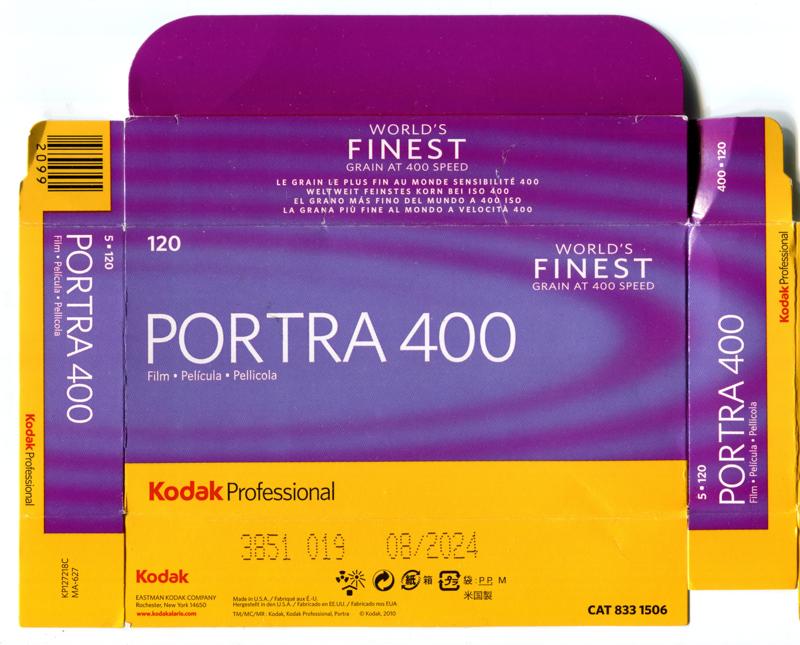 WORLD'S
FINEST
GRAIN AT 400 SPEED
LE GRAIN LE PLUS FIN AU MONDE SENSIBILITÉ 400
WELTWEIT FEINSTES KORN BEI ISO 400
EL GRANO MÁS FINO DEL MUNDO A 400 ISO
LA GRANA PIÙ FINE AL MONDO A VELOCITÀ 400
2099
5 • 120
PORTRA 400
Film • Película • Pellicola
Kodak Professional
KP127218C
MA-627
120
WORLD'S
FINEST
GRAIN AT 400 SPEED
PORTRA 400
Film • Película • Pellicola
Kodak Professional
3851 019 08/2024
Kodak
紙 箱 プラ 袋: P P, M
米国製
EASTMAN KODAK COMPANY
Rochester, New York 14650
www.kodakalaris.com
Made in U.S.A. / Fabriqué aux É.-U.
Hergestellt in den U.S.A. / Fabricado en EE.UU. / Fabricado nos EUA
TM/MC/MR: Kodak, Kodak Professional, Portra © Kodak, 2010
CAT 833 1506
400 • 120
Kodak Professional
5 • 120
PORTRA 400
Film • Película • Pellicola